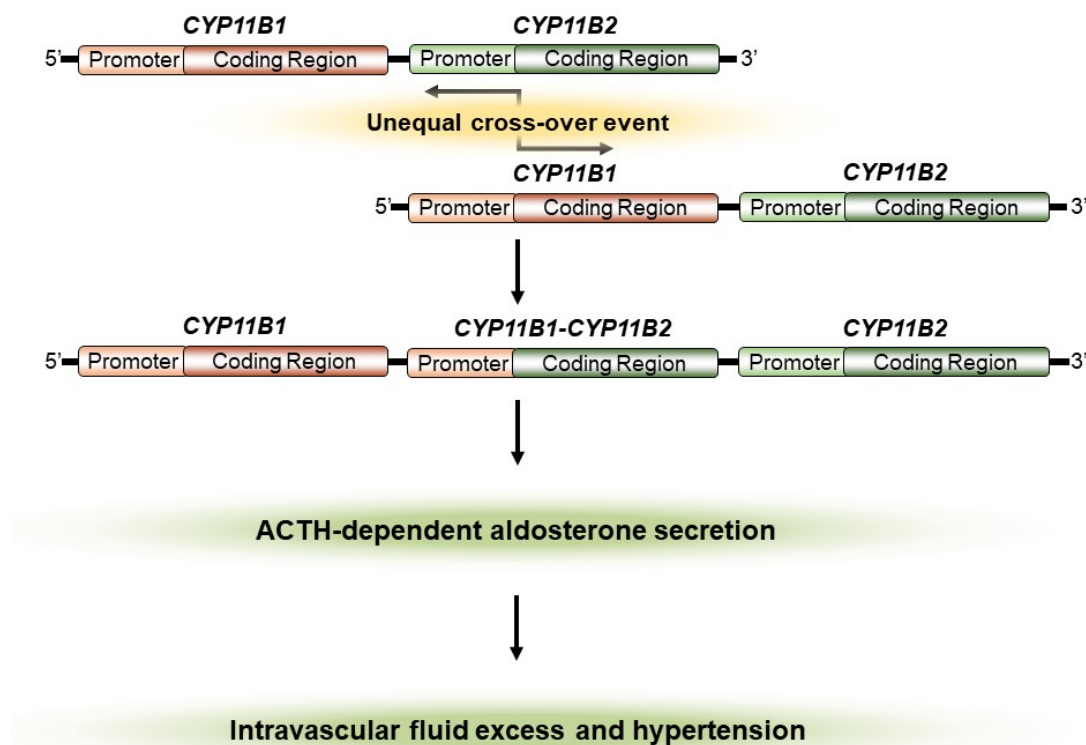 CYP11B1 CYP11B2
5’ Promoter Coding Region Promoter Coding Region 3’
Unequal cross-over event
CYP11B1 CYP11B2
5’ Promoter Coding Region Promoter Coding Region 3’
CYP11B1 CYP11B1-CYP11B2 CYP11B2
5’ Promoter Coding Region Promoter Coding Region Promoter Coding Region 3’
ACTH-dependent aldosterone secretion
Intravascular fluid excess and hypertension